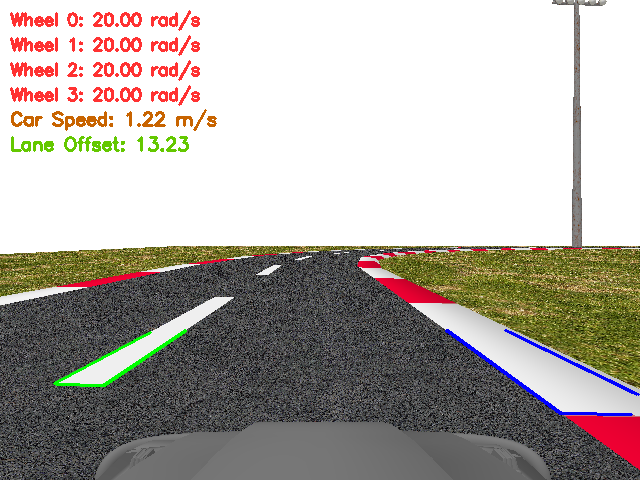 Wheel 0: 20.00 rad/s
Wheel 1: 20.00 rad/s
Wheel 2: 20.00 rad/s
Wheel 3: 20.00 rad/s
Car Speed: 1.22 m/s
Lane Offset: 13.23